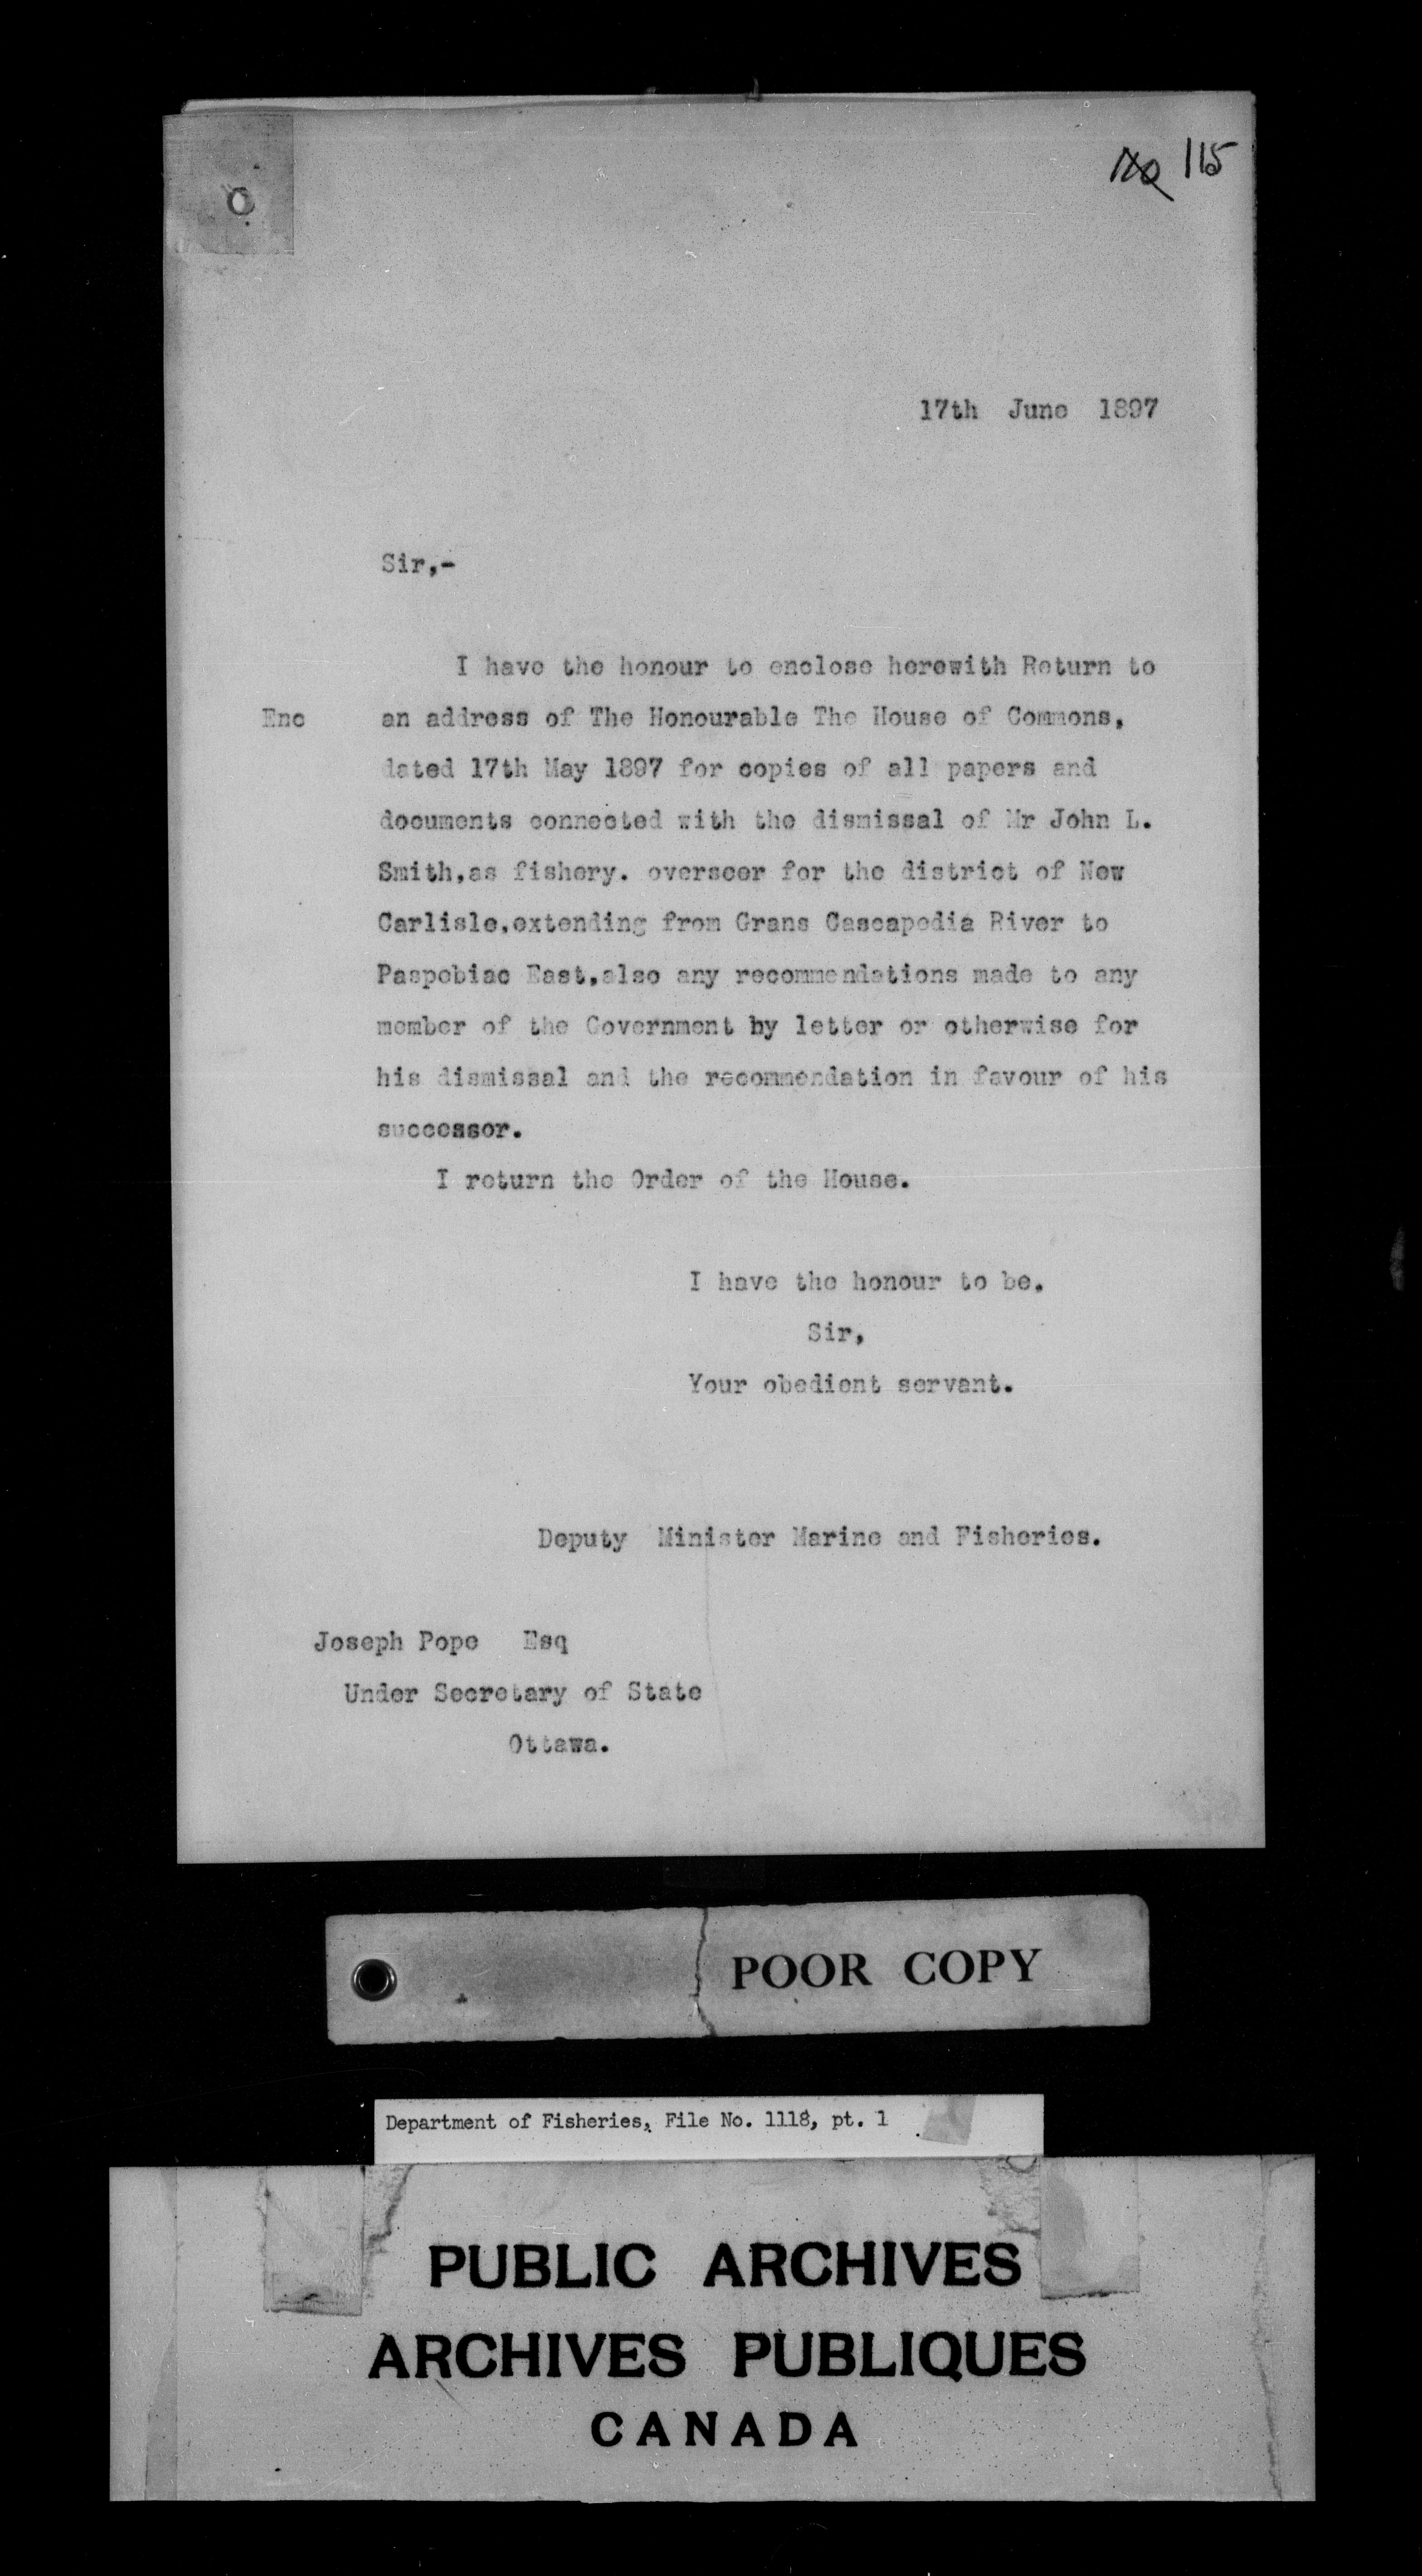 115
17th June 1897
Sir,-
I have the honour to enclose herewith Return to
Enc an address of The Honourable The House of Commons,
dated 17th May 1897 for copies of all papers and
documents connected with the dismissal of Mr John L.
Smith,as fishery. overseer for the district of New
Carlisle,extending from Grans Cascapedia River to
Paspebiac East,also any recommendations made to any
member of the Government by letter or otherwise for
his dismissal and the recommendation in favour of his
successor.
I return the Order of the House.
I have the honour to be.
Sir,
Your obedient servant.
Deputy Minister Marine and Fisheries.
Joseph Pope Esq
Under Secretary of State
Ottawa.
POOR COPY
Department of Fisheries, File No. 1118, pt. 1
PUBLIC ARCHIVES
ARCHIVES PUBLIQUES
CANADA